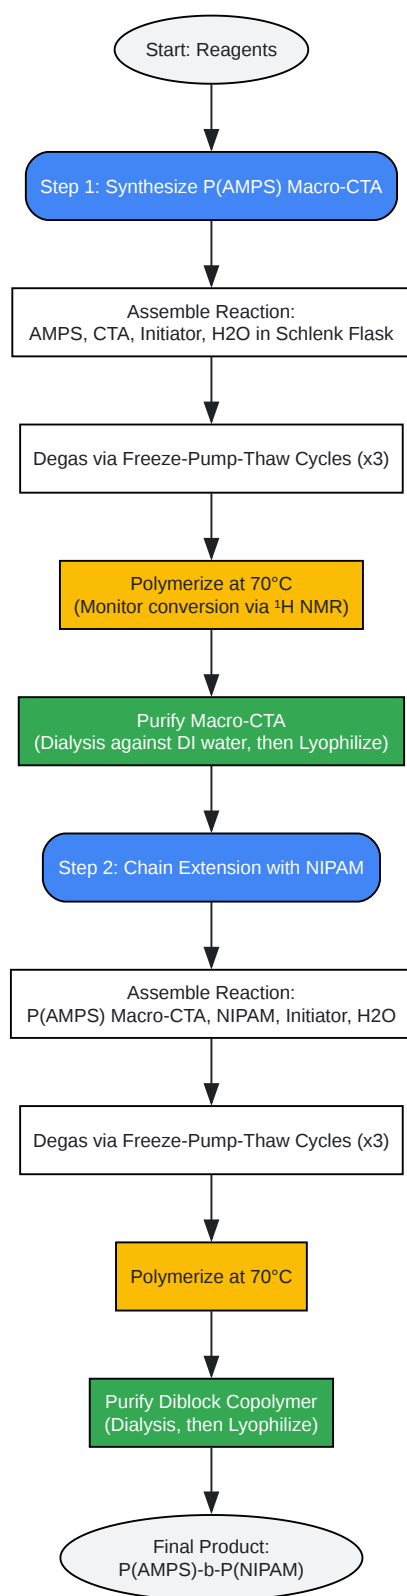 Start: Reagents
Step 1: Synthesize P(AMPS) Macro-CTA
Assemble Reaction:
AMPS, CTA, Initiator, H2O in Schlenk Flask
Degas via Freeze-Pump-Thaw Cycles (x3)
Polymerize at 70°C
(Monitor conversion via ¹H NMR)
Purify Macro-CTA
(Dialysis against DI water, then Lyophilize)
Step 2: Chain Extension with NIPAM
Assemble Reaction:
P(AMPS) Macro-CTA, NIPAM, Initiator, H2O
Degas via Freeze-Pump-Thaw Cycles (x3)
Polymerize at 70°C
Purify Diblock Copolymer
(Dialysis, then Lyophilize)
Final Product:
P(AMPS)-b-P(NIPAM)